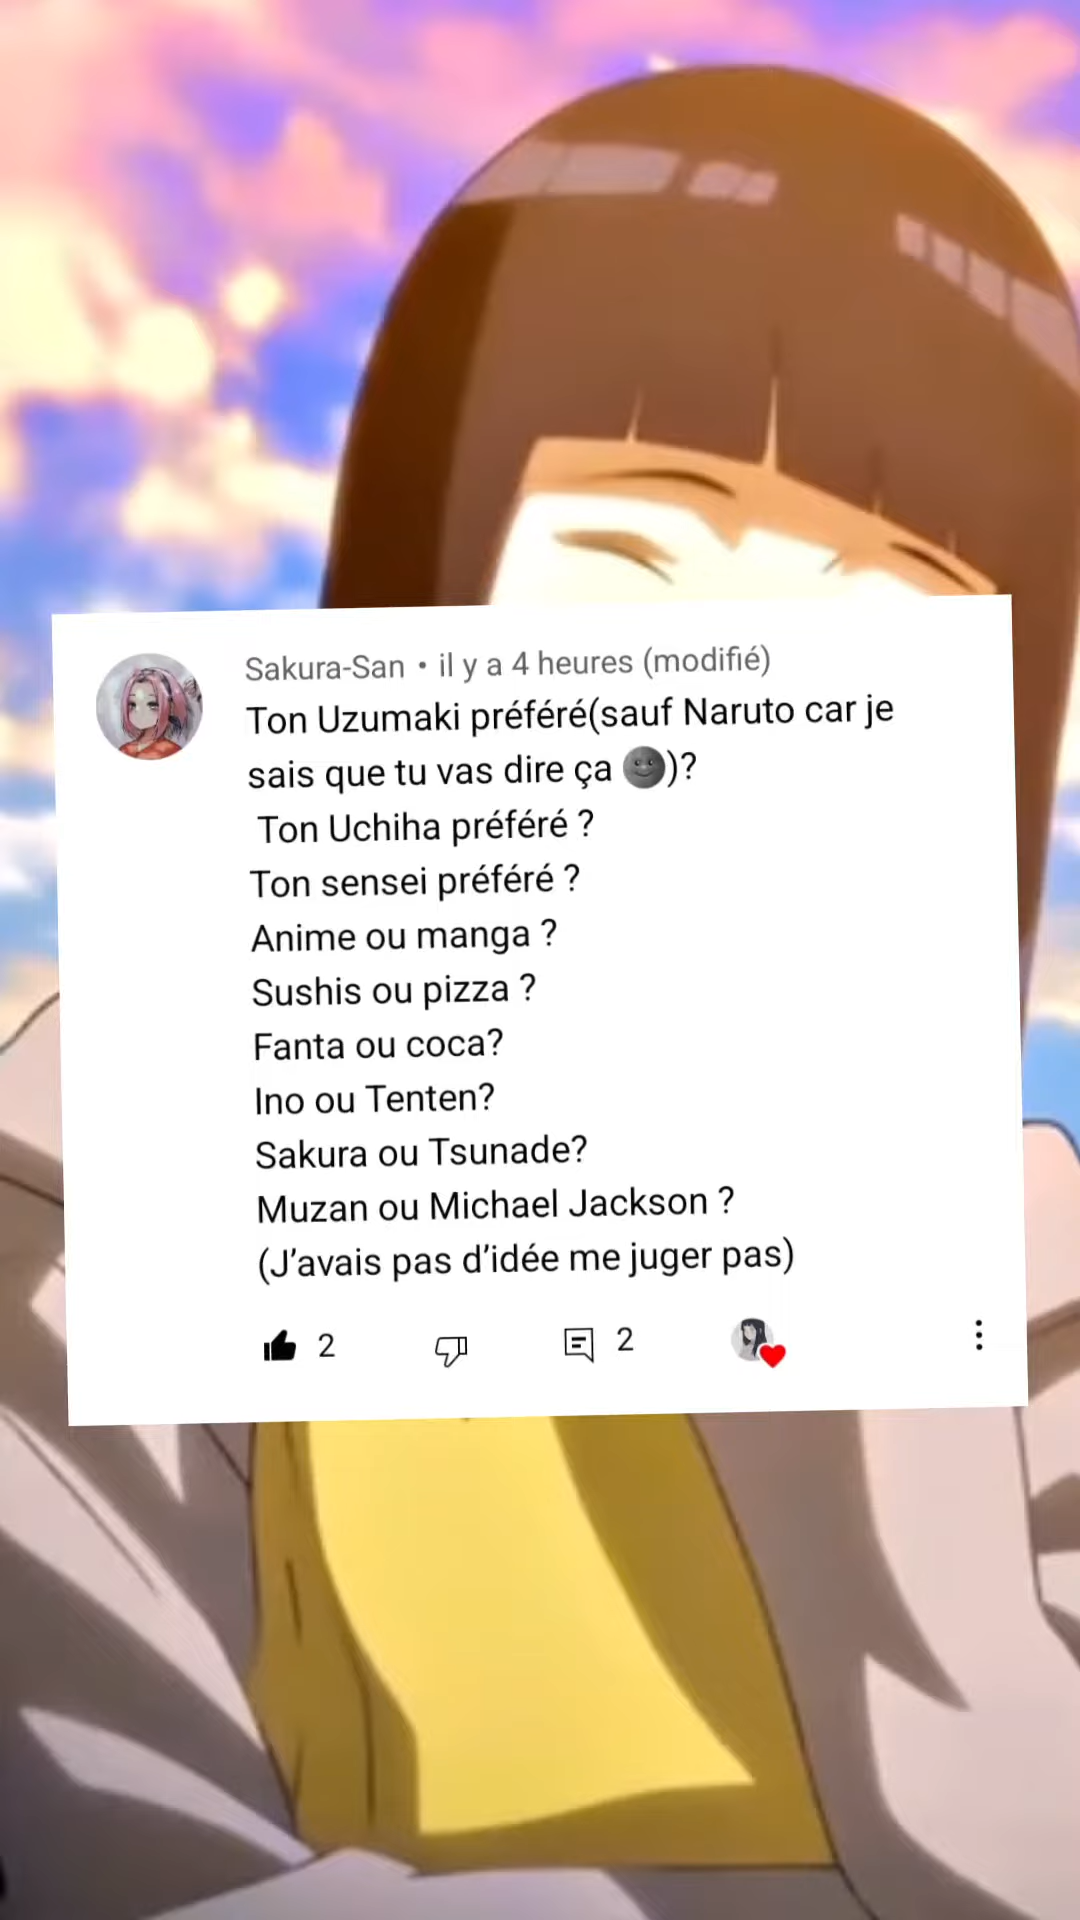 Sakura-San • il y a 4 heures (modifié)
Ton Uzumaki préféré(sauf Naruto car je
sais que tu vas dire ça 🌚)?
Ton Uchiha préféré ?
Ton sensei préféré ?
Anime ou manga ?
Sushis ou pizza ?
Fanta ou coca?
Ino ou Tenten?
Sakura ou Tsunade?
Muzan ou Michael Jackson ?
(J'avais pas d'idée me juger pas)
2 2